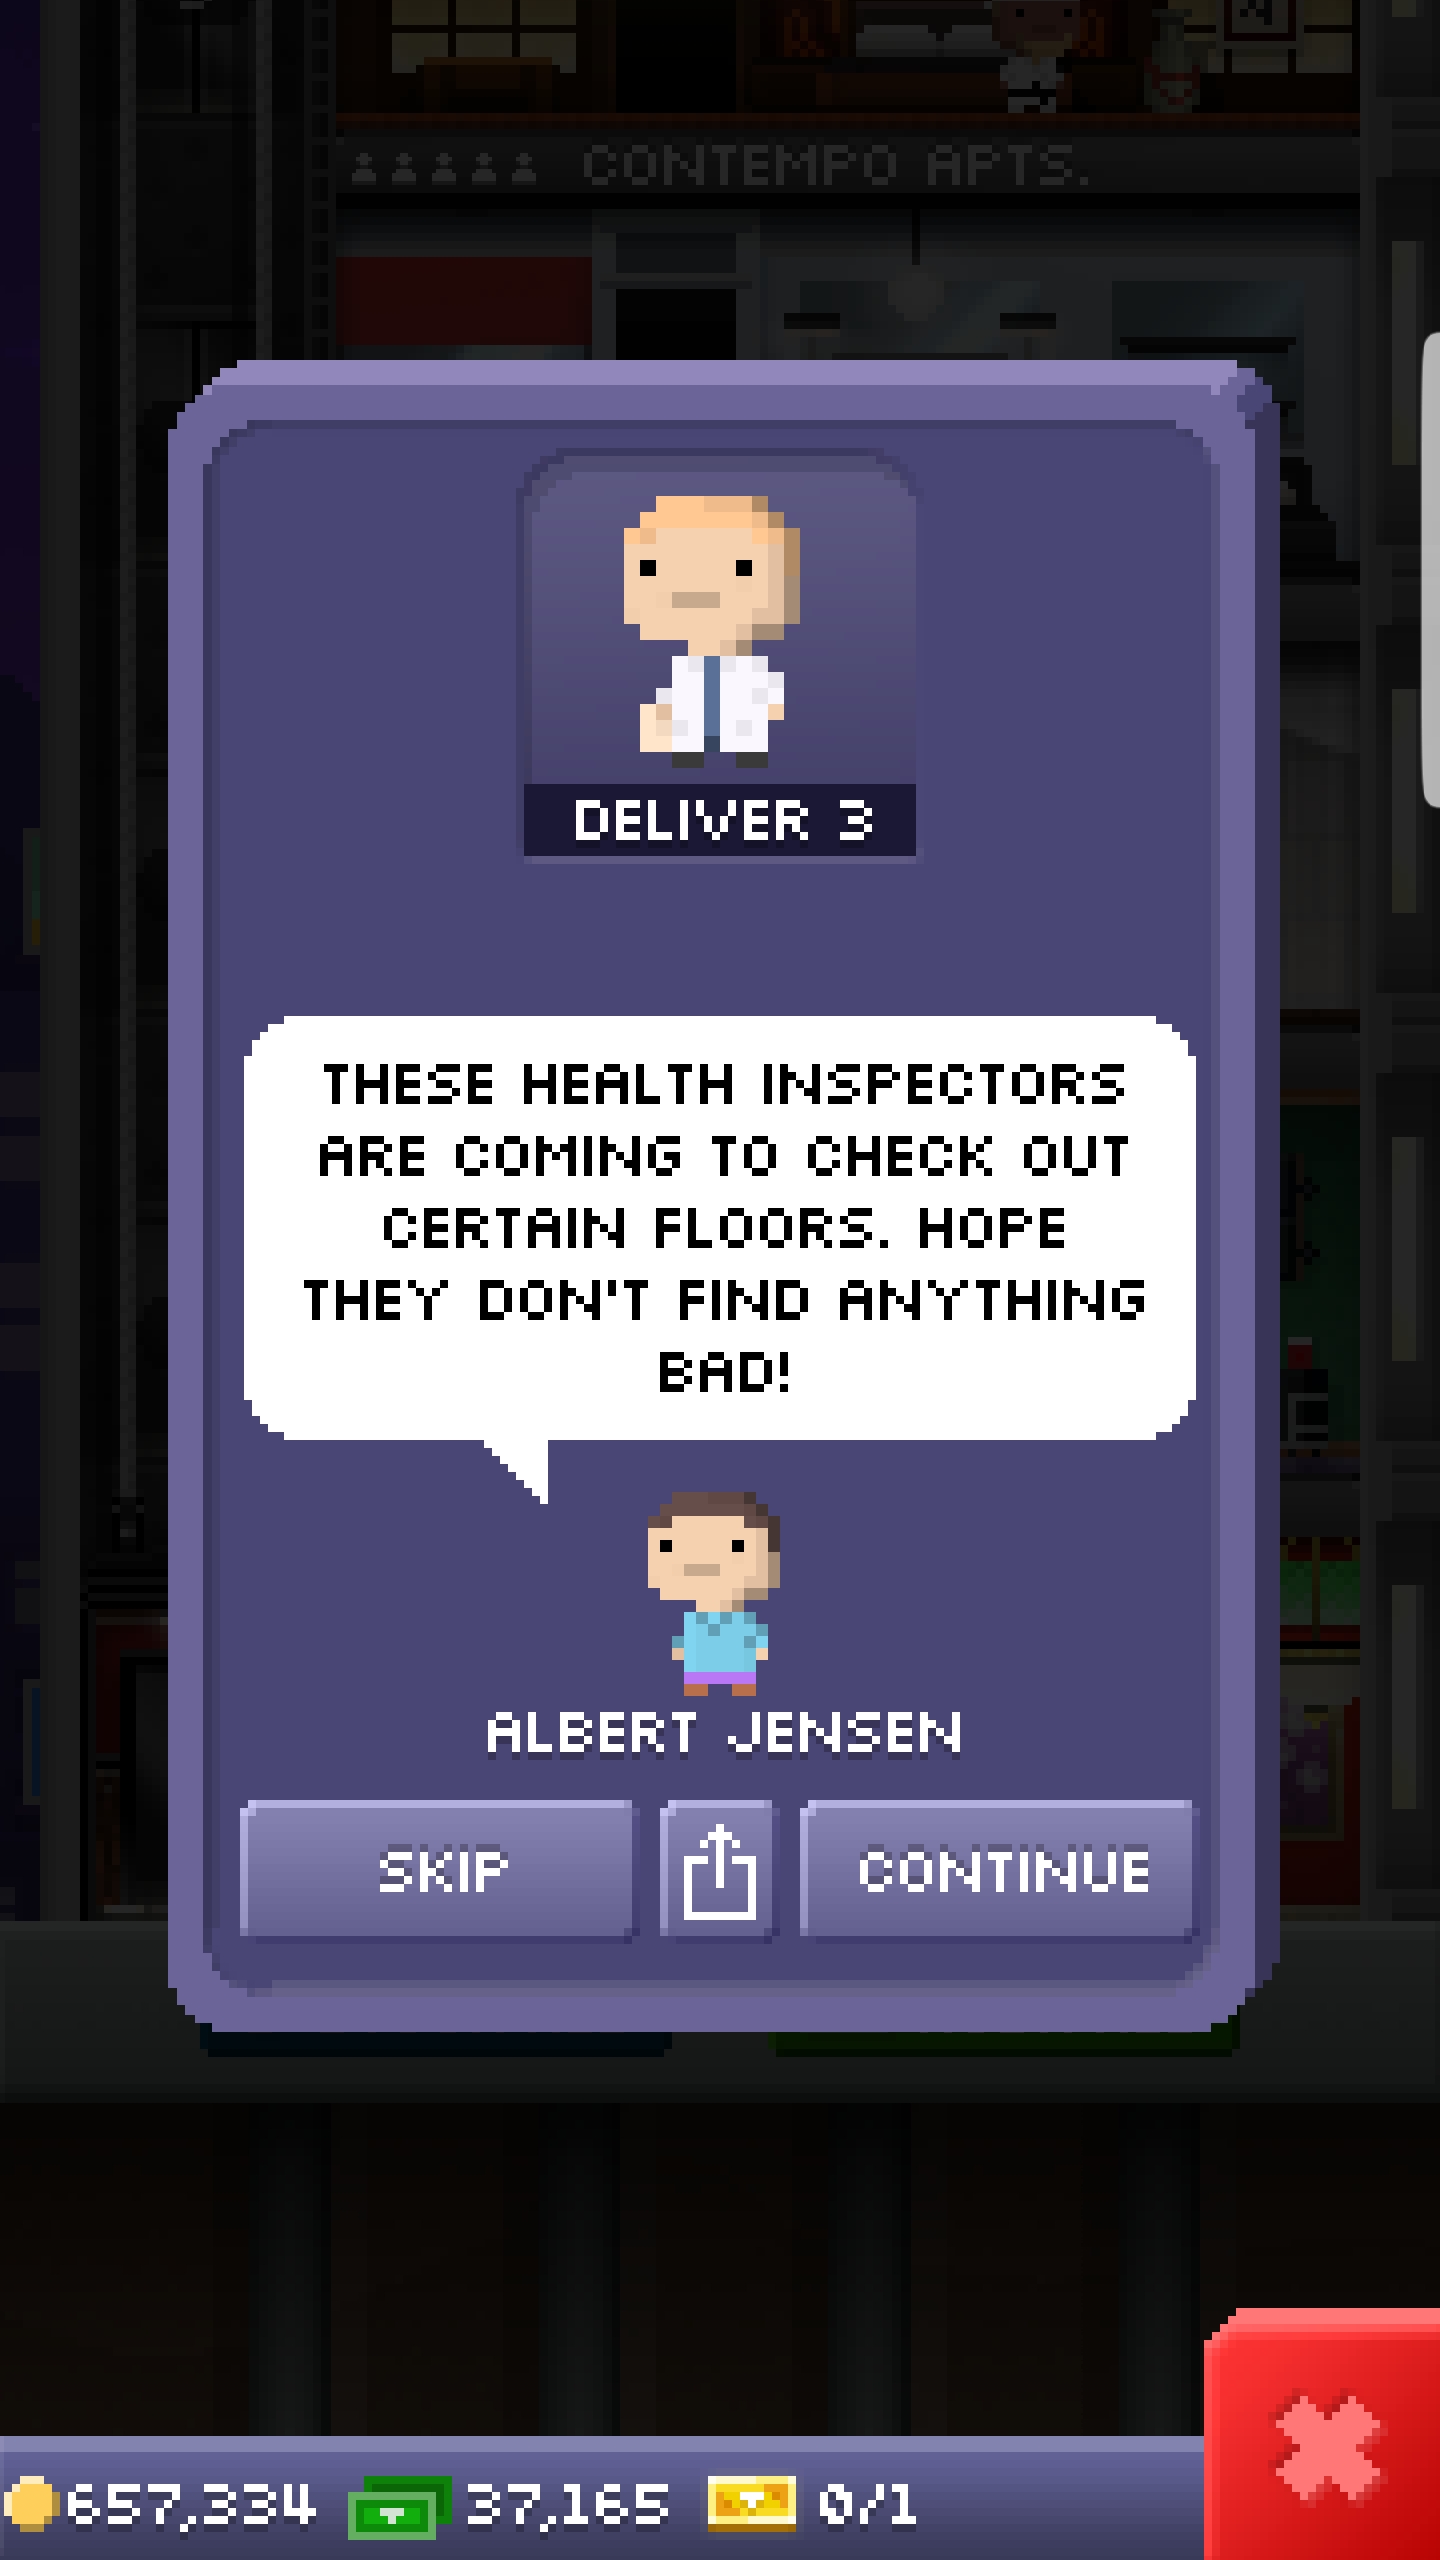 CONTEMPO APTS.
DELIVER 3
THESE HEALTH INSPECTORS
ARE COMING TO CHECK OUT
CERTAIN FLOORS. HOPE
THEY DON'T FIND ANYTHING
BAD!
ALBERT JENSEN
SKIP
CONTINUE
657,334 37,165 0/1